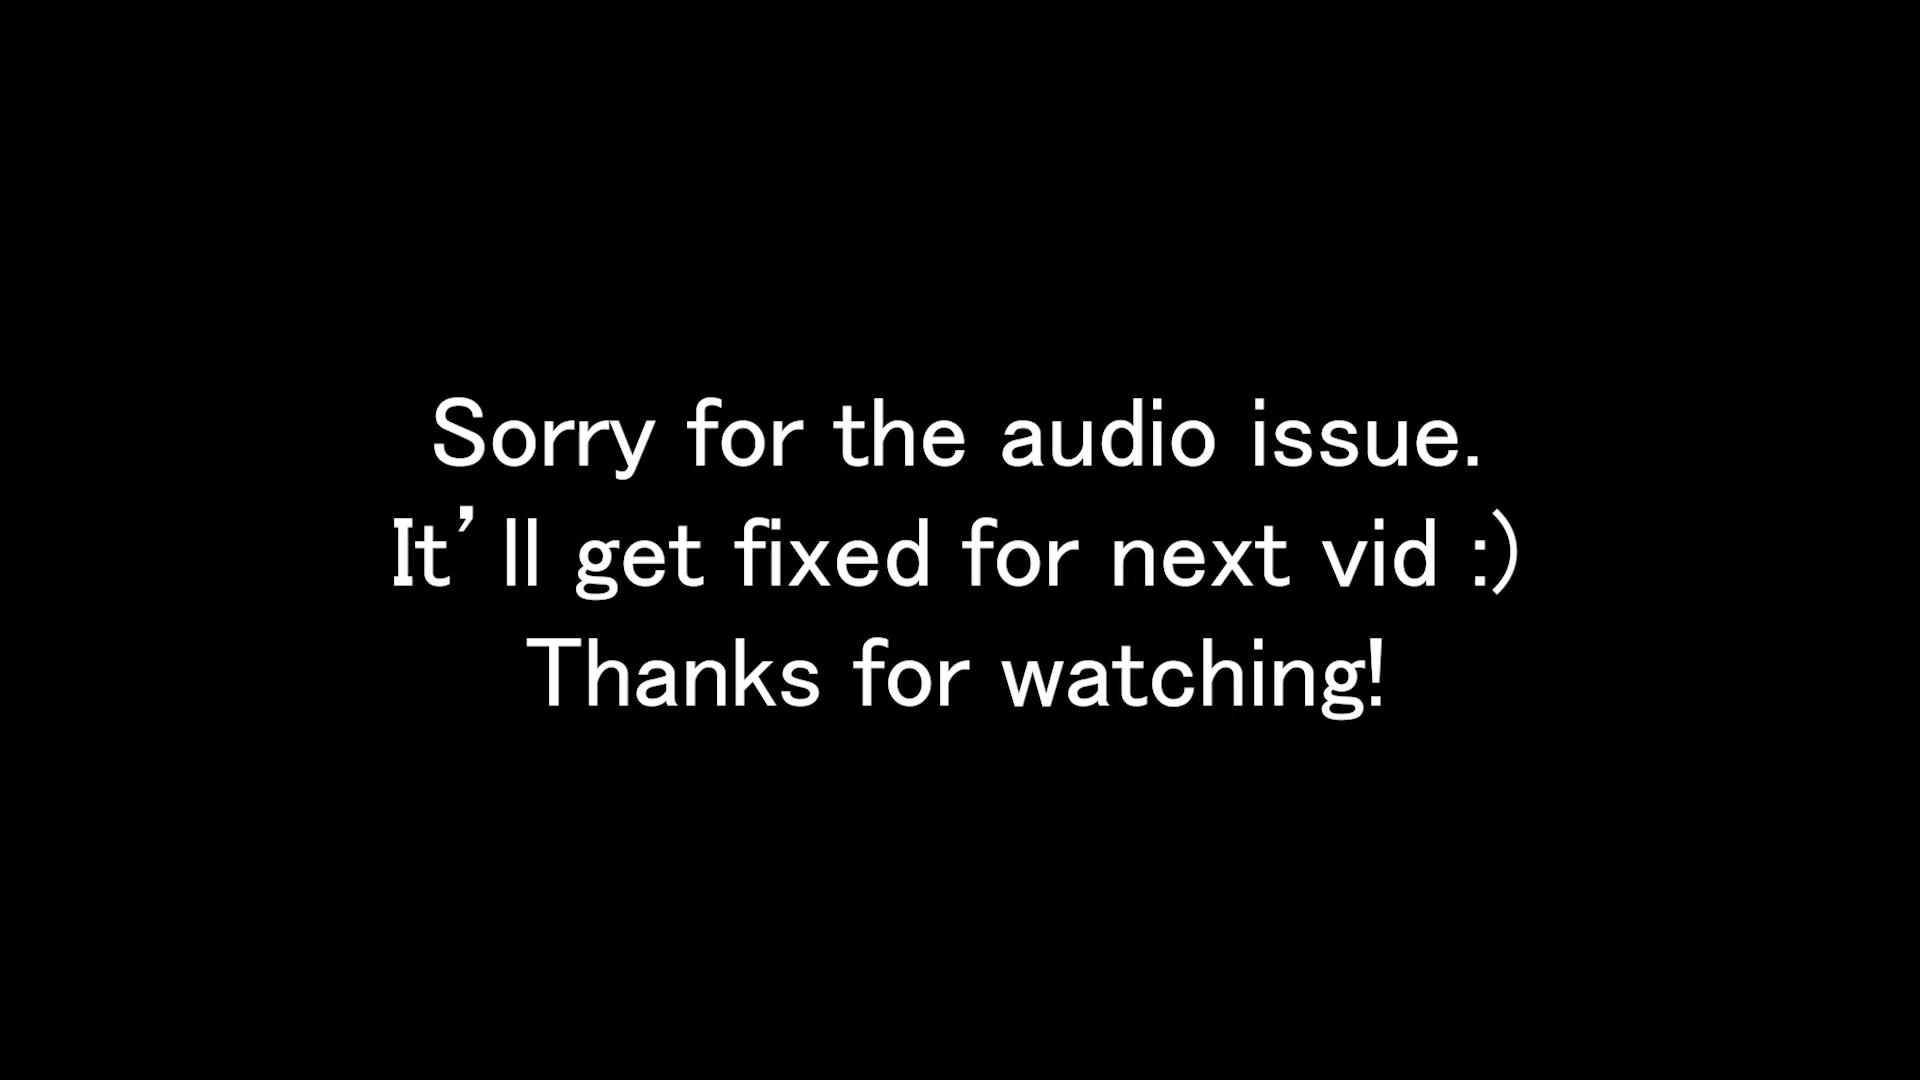 Sorry for the audio issue.
It’ll get fixed for next vid :)
Thanks for watching!